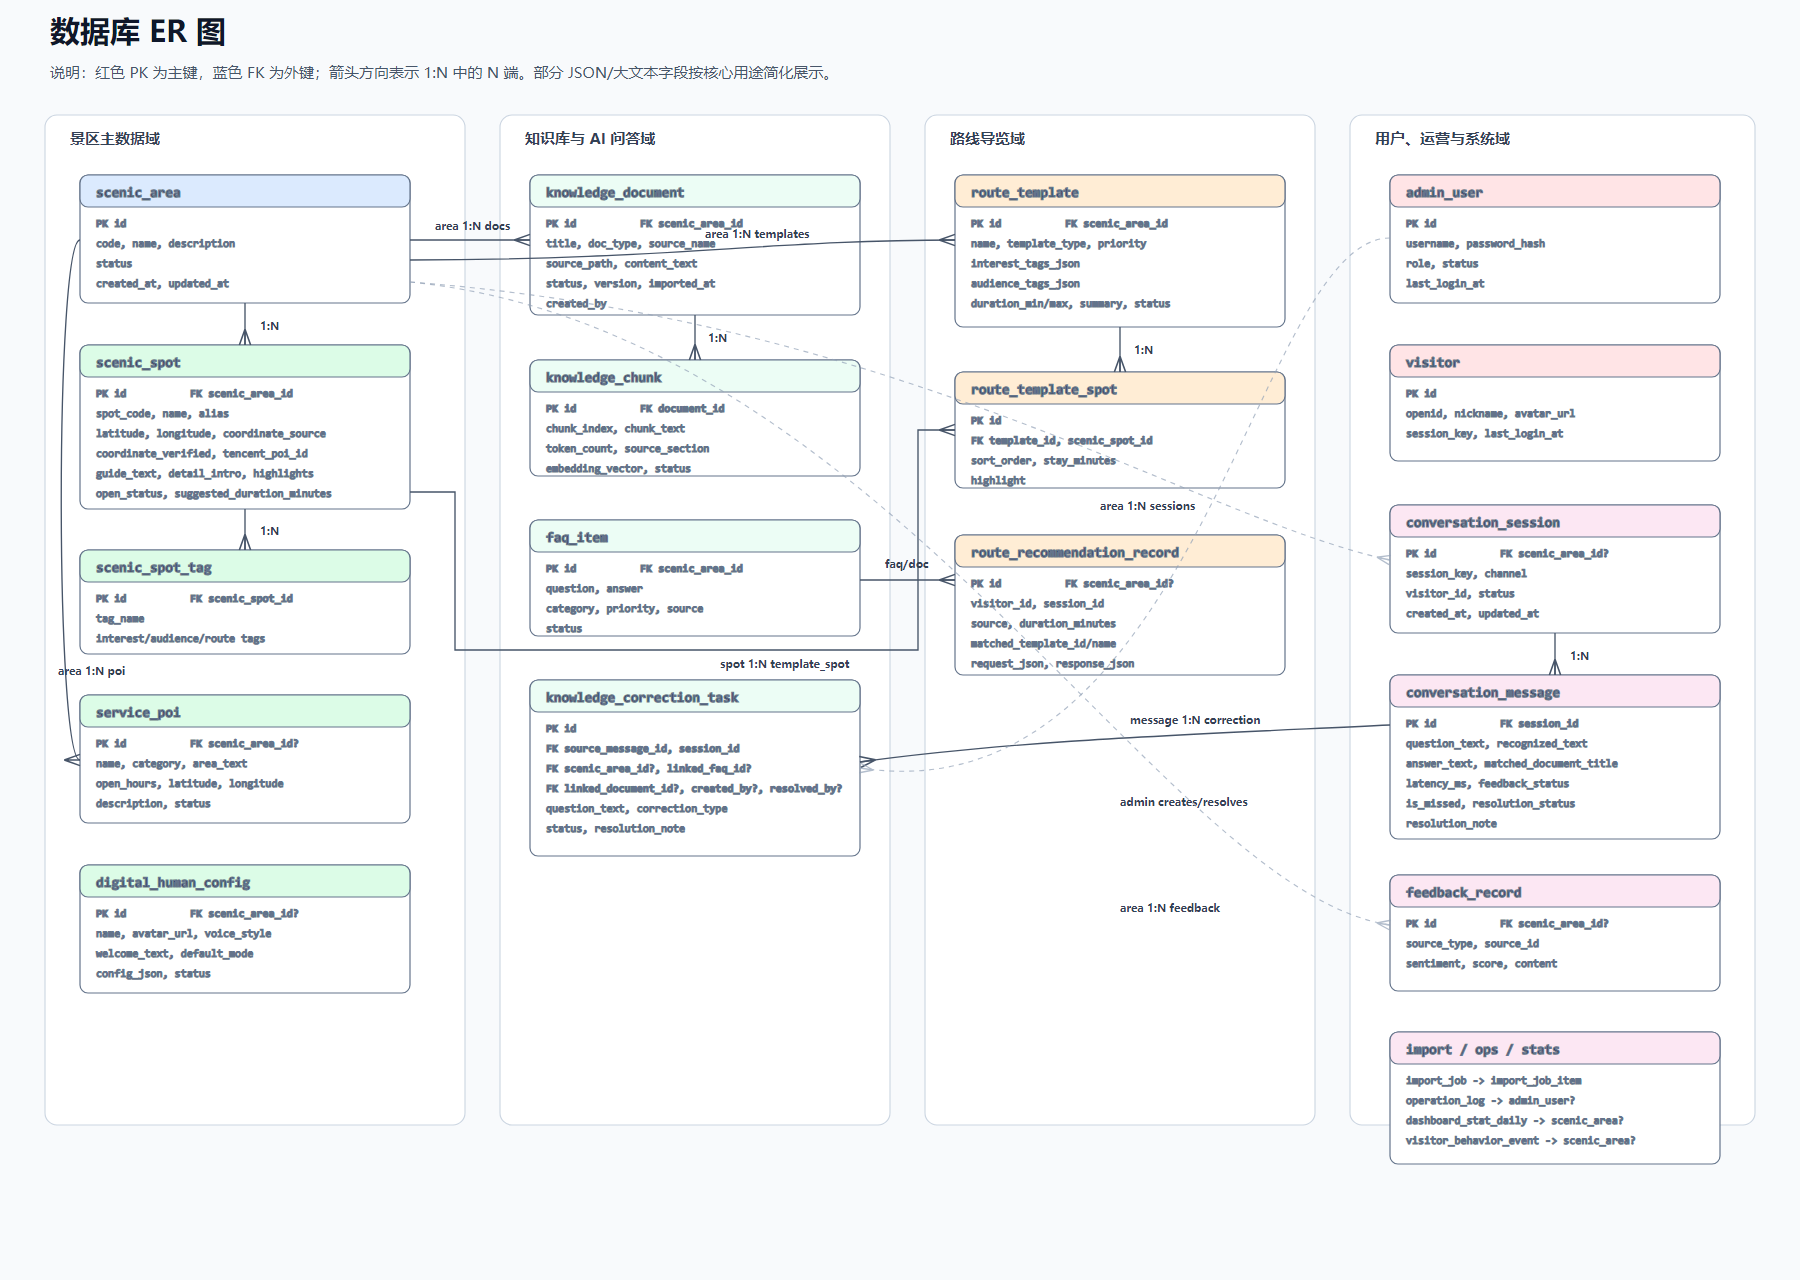 数据库 ER 图
说明：红色 PK 为主键，蓝色 FK 为外键；箭头方向表示 1:N 中的 N 端。部分 JSON/大文本字段按核心用途简化展示。
景区主数据域
scenic_area
PK id
code, name, description
status
created_at, updated_at
1:N
scenic_spot
PK id FK scenic_area_id
spot_code, name, alias
latitude, longitude, coordinate_source
coordinate_verified, tencent_poi_id
guide_text, detail_intro, highlights
open_status, suggested_duration_minutes
1:N
scenic_spot_tag
PK id FK scenic_spot_id
tag_name
interest/audience/route tags
area 1:N poi
service_poi
PK id FK scenic_area_id?
name, category, area_text
open_hours, latitude, longitude
description, status
digital_human_config
PK id FK scenic_area_id?
name, avatar_url, voice_style
welcome_text, default_mode
config_json, status
area 1:N docs
知识库与 AI 问答域
knowledge_document
PK id FK scenic_area_id
area 1:N templates
title, doc_type, source_name
source_path, content_text
status, version, imported_at
created_by
1:N
knowledge_chunk
PK id FK document_id
chunk_index, chunk_text
token_count, source_section
embedding_vector, status
faq_item
PK id FK scenic_area_id
question, answer
category, priority, source
status
faq/doc
spot 1:N template_spot
knowledge_correction_task
PK id
FK source_message_id, session_id
FK scenic_area_id?, linked_faq_id?
FK linked_document_id?, created_by?, resolved_by?
question_text, correction_type
status, resolution_note
路线导览域
route_template
PK id FK scenic_area_id
name, template_type, priority
interest_tags_json
audience_tags_json
duration_min/max, summary, status
1:N
route_template_spot
PK id
FK template_id, scenic_spot_id
sort_order, stay_minutes
highlight
area 1:N sessions
route_recommendation_record
PK id FK scenic_area_id?
visitor_id, session_id
source, duration_minutes
matched_template_id/name
request_json, response_json
message 1:N correction
admin creates/resolves
area 1:N feedback
用户、运营与系统域
admin_user
PK id
username, password_hash
role, status
last_login_at
visitor
PK id
openid, nickname, avatar_url
session_key, last_login_at
conversation_session
PK id FK scenic_area_id?
session_key, channel
visitor_id, status
created_at, updated_at
1:N
conversation_message
PK id FK session_id
question_text, recognized_text
answer_text, matched_document_title
latency_ms, feedback_status
is_missed, resolution_status
resolution_note
feedback_record
PK id FK scenic_area_id?
source_type, source_id
sentiment, score, content
import / ops / stats
import_job -> import_job_item
operation_log -> admin_user?
dashboard_stat_daily -> scenic_area?
visitor_behavior_event -> scenic_area?